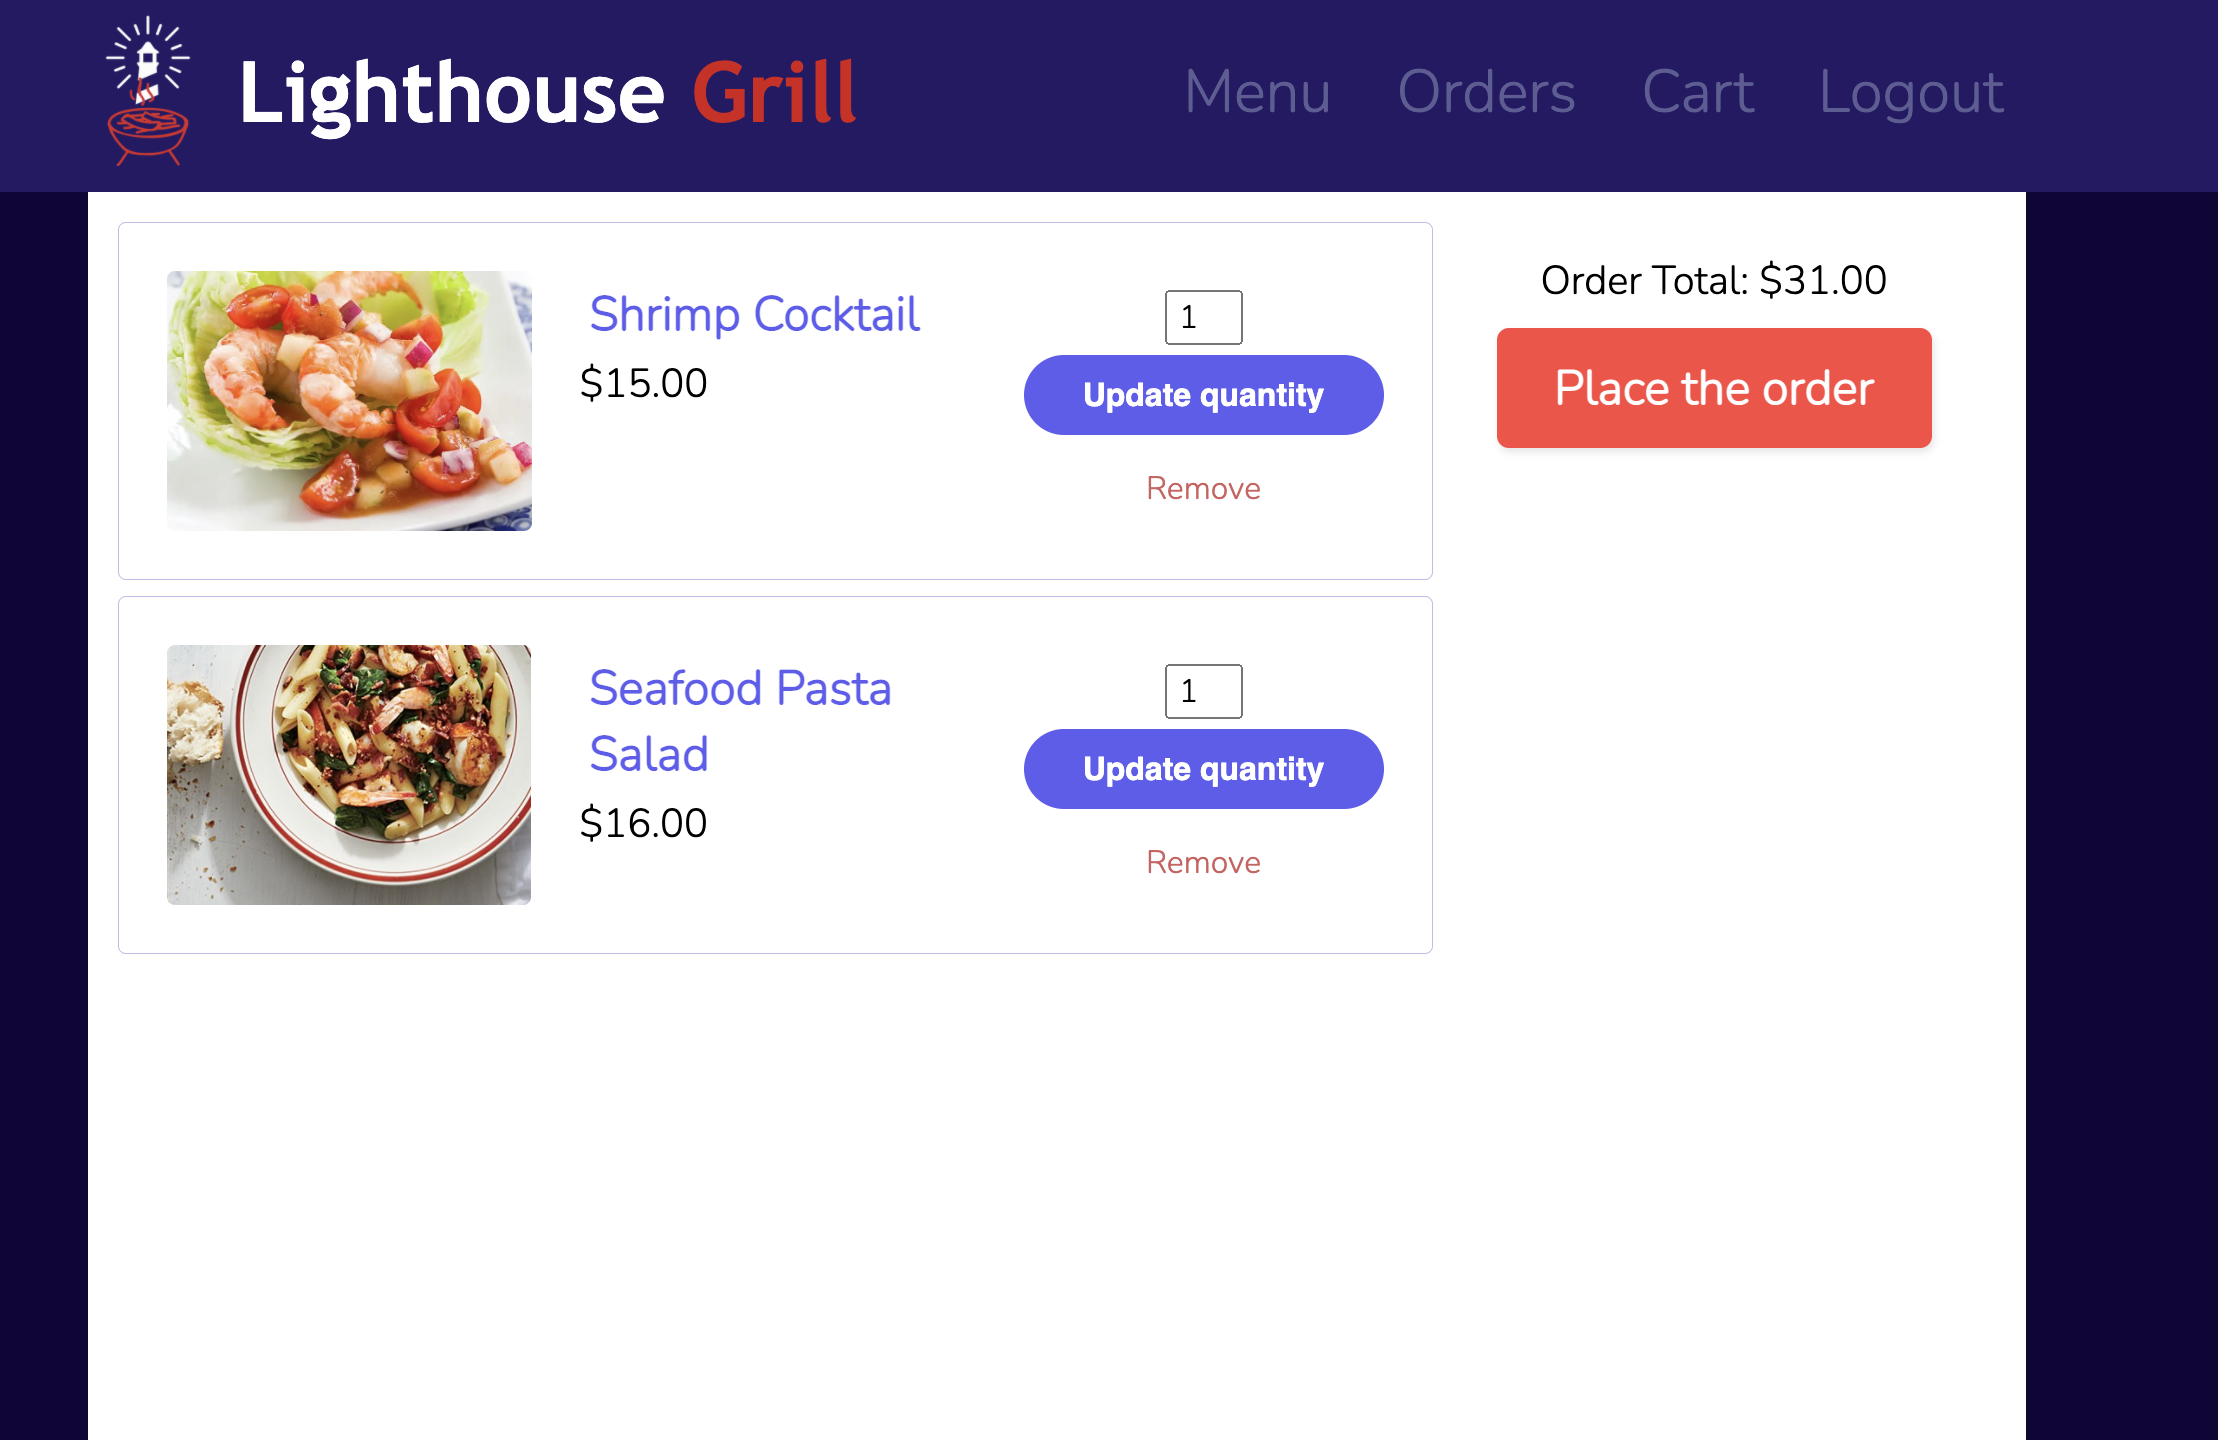 Lighthouse Grill
Menu Orders Cart Logout
Shrimp Cocktail
$15.00
1
Update quantity
Remove
Seafood Pasta
Salad
$16.00
1
Update quantity
Remove
Order Total: $31.00
Place the order